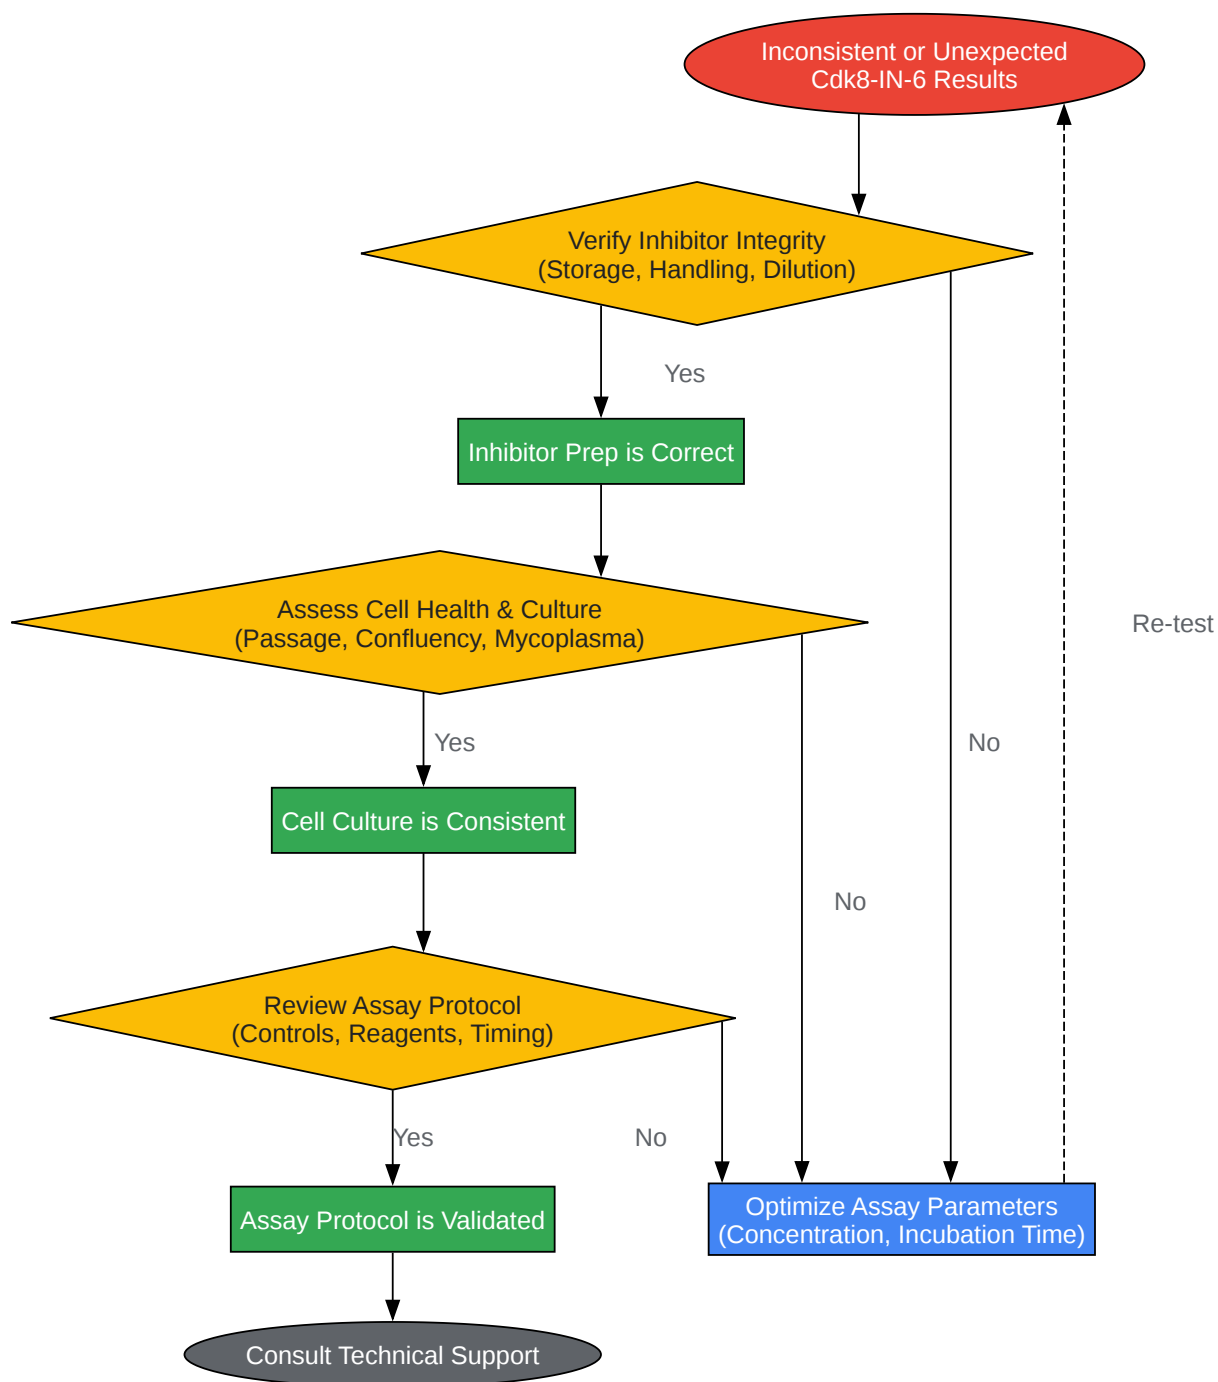 Inconsistent or Unexpected
Cdk8-IN-6 Results
Verify Inhibitor Integrity
(Storage, Handling, Dilution)
Yes
Inhibitor Prep is Correct
Assess Cell Health & Culture
(Passage, Confluency, Mycoplasma)
Re-test
Yes
No
Cell Culture is Consistent
No
Review Assay Protocol
(Controls, Reagents, Timing)
Yes
No
Assay Protocol is Validated
Optimize Assay Parameters
(Concentration, Incubation Time)
Consult Technical Support